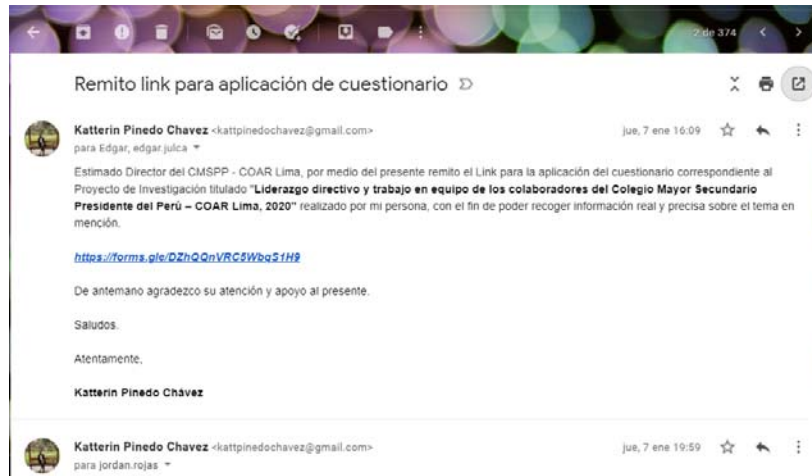 2 de 374
Remito link para aplicación de cuestionario
Katterin Pinedo Chavez <kattpinedochavez@gmail.com>
jue, 7 ene 16:09
para Edgar, edgar.julca
Estimado Director del CMSPP - COAR Lima, por medio del presente remito el Link para la aplicación del cuestionario correspondiente al
Proyecto de Investigación titulado "Liderazgo directivo y trabajo en equipo de los colaboradores del Colegio Mayor Secundario
Presidente del Perú – COAR Lima, 2020" realizado por mi persona, con el fin de poder recoger información real y precisa sobre el tema en
mención.
https://forms.gle/DZhQQnVRC5WbqS1H9
De antemano agradezco su atención y apoyo al presente.
Saludos.
Atentamente,
Katterin Pinedo Chávez
Katterin Pinedo Chavez <kattpinedochavez@gmail.com>
jue, 7 ene 19:59
para jordan.rojas